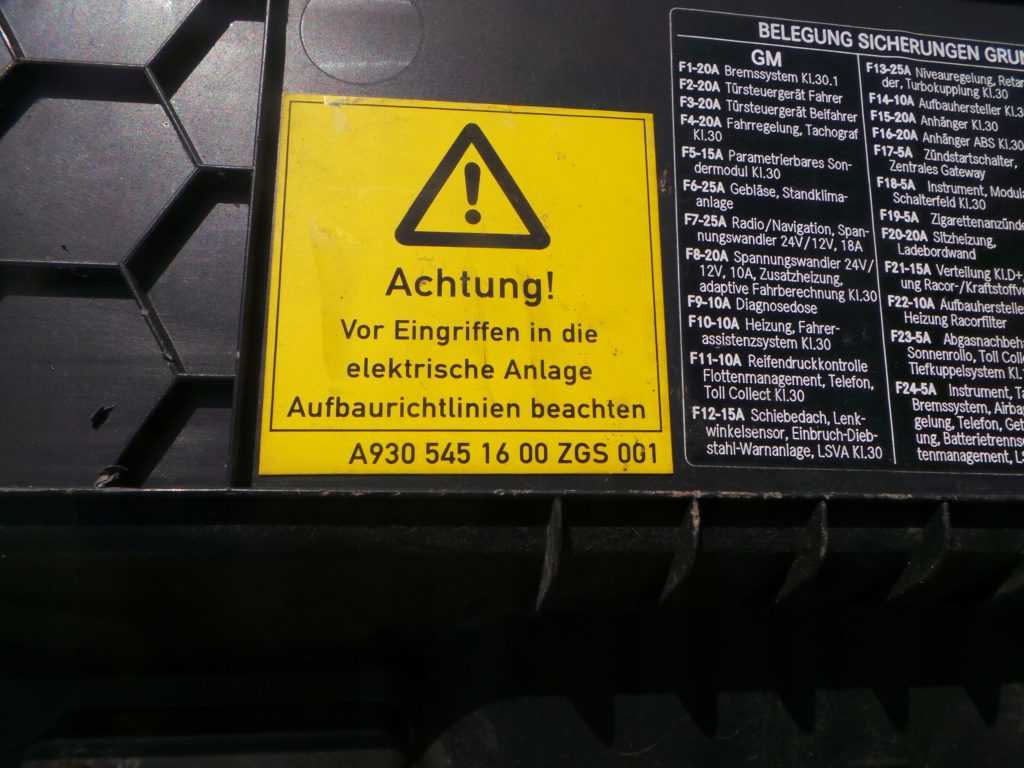 Achtung!
Vor Eingriffen in die
elektrische Anlage
Aufbaurichtlinien beachten
A930 545 16 00 ZGS 001
BELEGUNG SICHERUNGEN
GM
F1-20A Bremssystem Kl.30.1
F2-20A Türsteuergerät Fahrer
F3-20A Türsteuergerät Beifahrer
F4-20A Fahrregelung, Tachograf
Kl.30
F5-15A Parametrierbares Son-
dermodul Kl.30
F6-25A Gebläse, Standklima-
anlage
F7-25A Radio/Navigation, Span-
nungswandler 24V/12V, 18A
F8-20A Spannungswandler 24V/
12V, 10A, Zusatzheizung,
adaptive Fahrberechnung Kl.30
F9-10A Diagnosedose
F10-10A Heizung, Fahrer-
assistenzsystem Kl.30
F11-10A Reifendruckkontrolle
Flottenmanagement, Telefon,
Toll Collect Kl.30
F12-15A Schiebedach, Lenk-
winkelsensor, Einbruch-Dieb-
stahl-Warnanlage, LSVA Kl.30
F13-25A Niveauregelung, Retar
der, Turbokupplung Kl.30
F14-10A Aufbauhersteller Kl.3
F15-20A Anhänger Kl.30
F16-20A Anhänger ABS Kl.30
F17-5A Zündstartschalter,
Zentrales Gateway
F18-5A Instrument, Modula
Schalterfeld Kl.30
F19-5A Zigarettenanzünde
F20-20A Sitzheizung,
Ladebordwand
F21-15A Verteilung Kl.D+
ung Racor-/Kraftstoffv
F22-10A Aufbauherstelle
Heizung Racorfilter
F23-5A Abgasnachbeh
Sonnenrollo, Toll Coll
Tiefkuppelsystem Kl.
F24-5A Instrument, Ta
Bremssystem, Airba
gelung, Telefon, Get
ung, Batterietrennsc
tenmanagement, LS